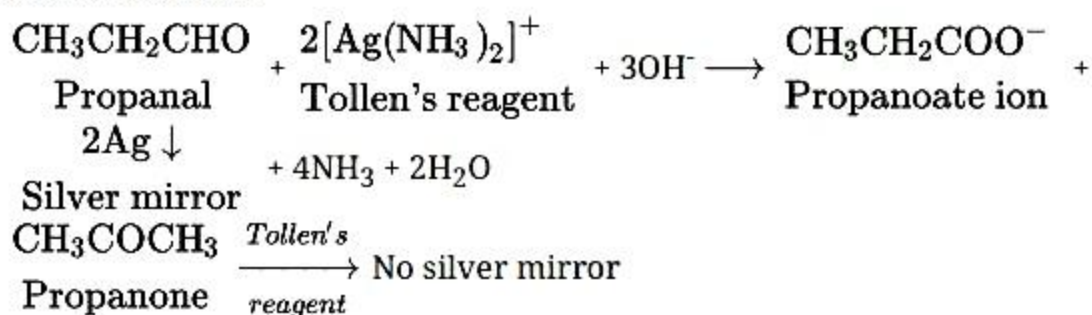 CH₃CH₂CHO + 2[Ag(NH₃)₂]⁺ + 3OH⁻ ⟶ CH₃CH₂COO⁻ +
Propanal Tollen's reagent Propanoate ion
2Ag ↓ + 4NH₃ + 2H₂O
Silver mirror
CH₃COCH₃ Tollen's reagent ⟶ No silver mirror
Propanone